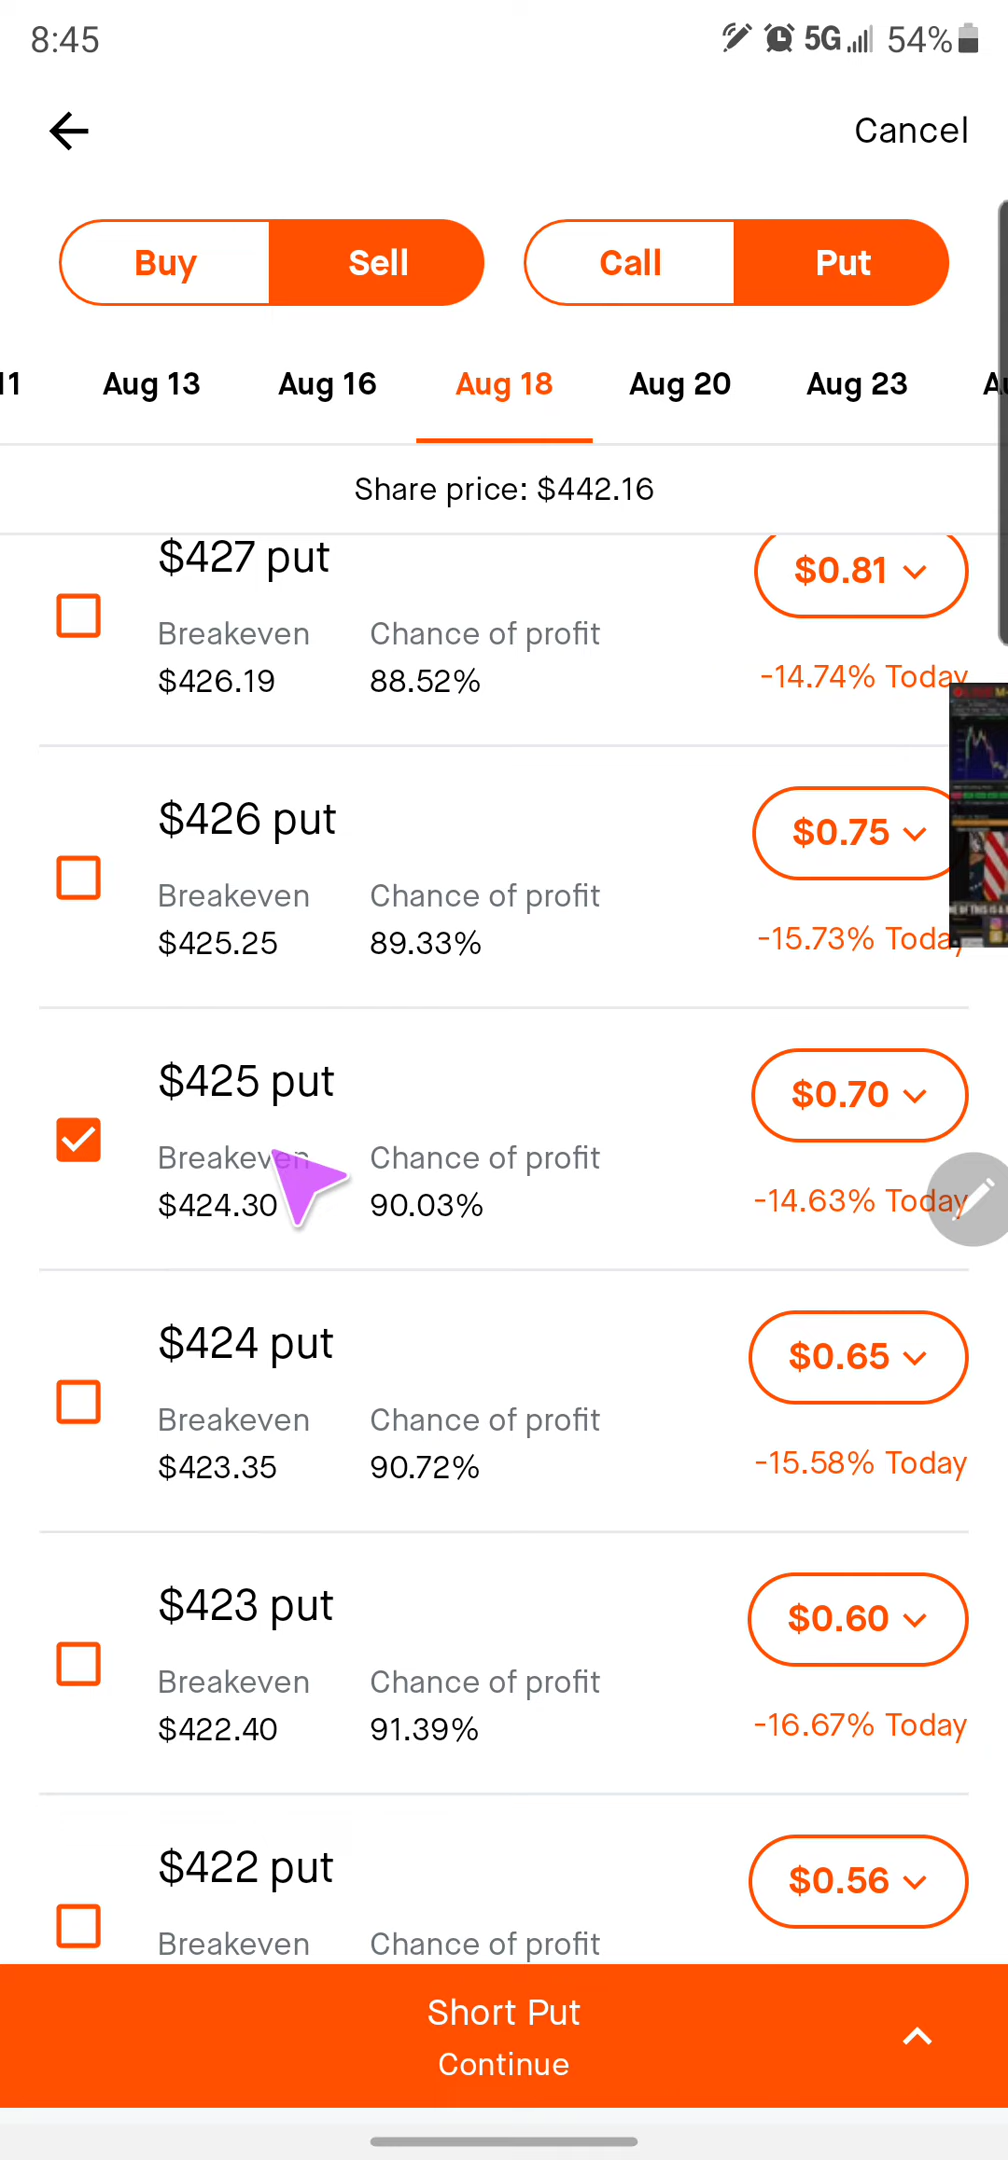 8:45 5G 54%
Cancel
Buy Sell Call Put
11 Aug 13 Aug 16 Aug 18 Aug 20 Aug 23 A
Share price: $442.16
$427 put $0.81
Breakeven Chance of profit
$426.19 88.52% -14.74% Today
$426 put $0.75
Breakeven Chance of profit
$425.25 89.33% -15.73% Today
$425 put $0.70
Breakeven Chance of profit
$424.30 90.03% -14.63% Today
$424 put $0.65
Breakeven Chance of profit
$423.35 90.72% -15.58% Today
$423 put $0.60
Breakeven Chance of profit
$422.40 91.39% -16.67% Today
$422 put $0.56
Breakeven Chance of profit
Short Put
Continue